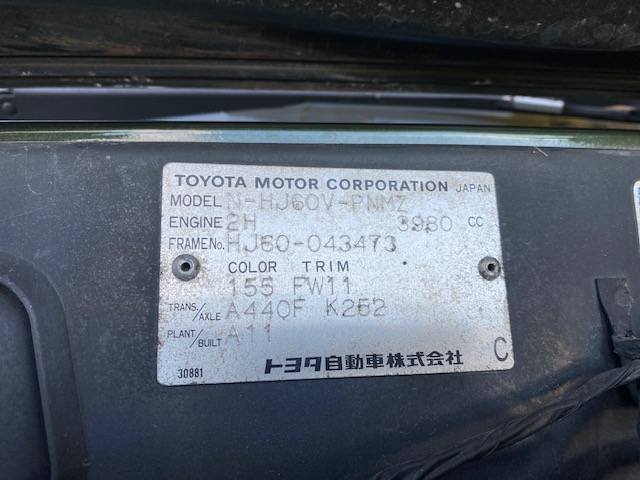 TOYOTA MOTOR CORPORATION JAPAN
MODEL N-HJ60V-PNMZ
ENGINE 2H 3980 CC
FRAME No. HJ60-043473
COLOR TRIM
155 FW11
TRANS./AXLE A440F K252
PLANT/BUILT A11
トヨタ自動車株式会社 C
30881